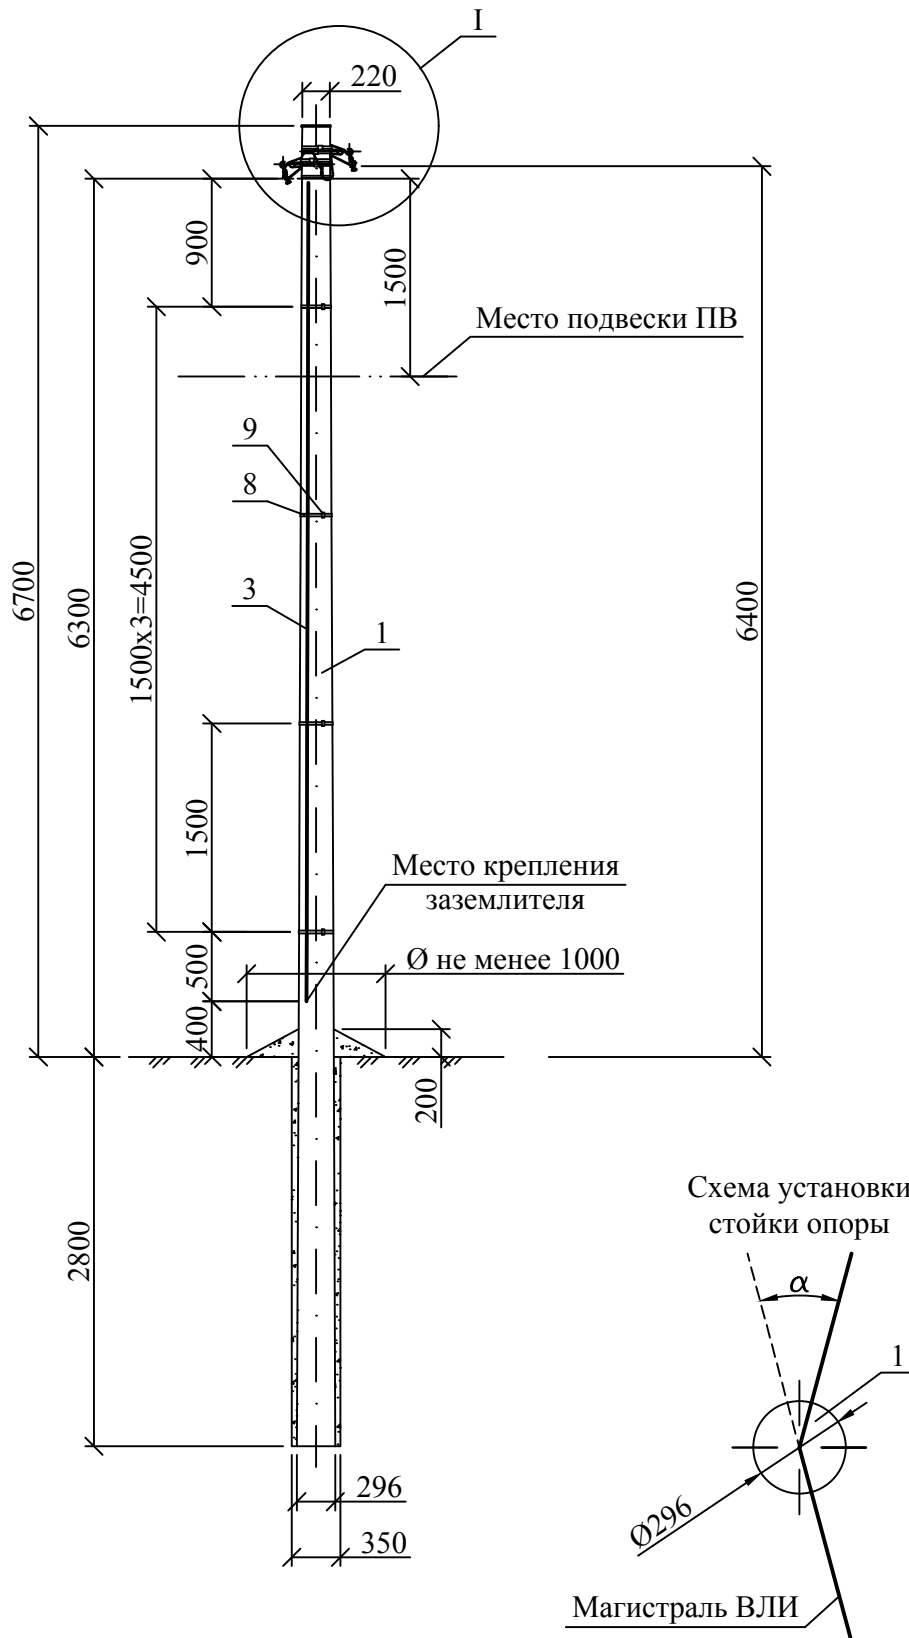 I
220
900
1500
Место подвески ПВ
9
8
6700
6300
1500х3=4500
3
1
6400
1500
Место крепления
заземлителя
500
Ø не менее 1000
400
200
Схема установки
стойки опоры
2800
α
1
296
Ø296
350
Магистраль ВЛИ